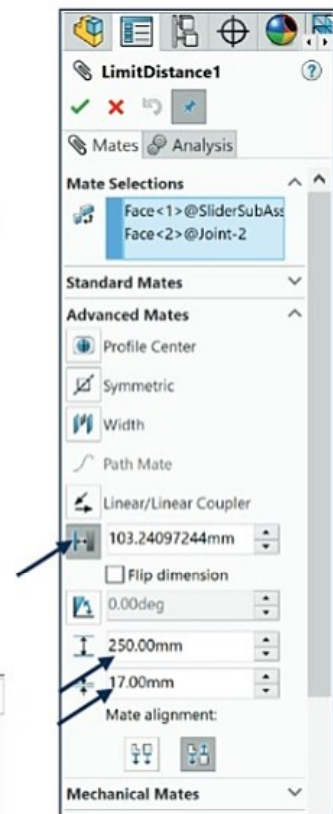 LimitDistance1
Mates Analysis
Mate Selections
Face<1>@SliderSubAss
Face<2>@Joint-2
Standard Mates
Advanced Mates
Profile Center
Symmetric
Width
Path Mate
Linear/Linear Coupler
103.24097244mm
Flip dimension
0.00deg
250.00mm
17.00mm
Mate alignment:
Mechanical Mates